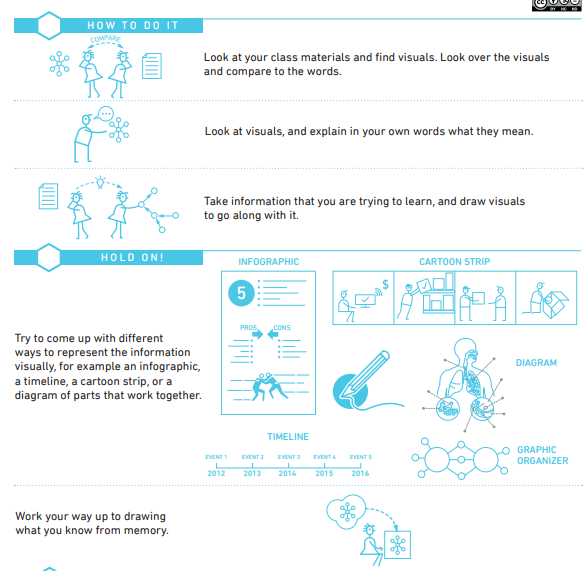 BY NC ND
HOW TO DO IT
COMPARE
Look at your class materials and find visuals. Look over the visuals
and compare to the words.
Look at visuals, and explain in your own words what they mean.
Take information that you are trying to learn, and draw visuals
to go along with it.
HOLD ON!
Try to come up with different
ways to represent the information
visually, for example an infographic,
a timeline, a cartoon strip, or a
diagram of parts that work together.
INFOGRAPHIC
5
PROS
CONS
CARTOON STRIP
$
DIAGRAM
TIMELINE
EVENT 1 EVENT 2 EVENT 3 EVENT 4 EVENT 5
2012 2013 2014 2015 2016
GRAPHIC
ORGANIZER
Work your way up to drawing
what you know from memory.